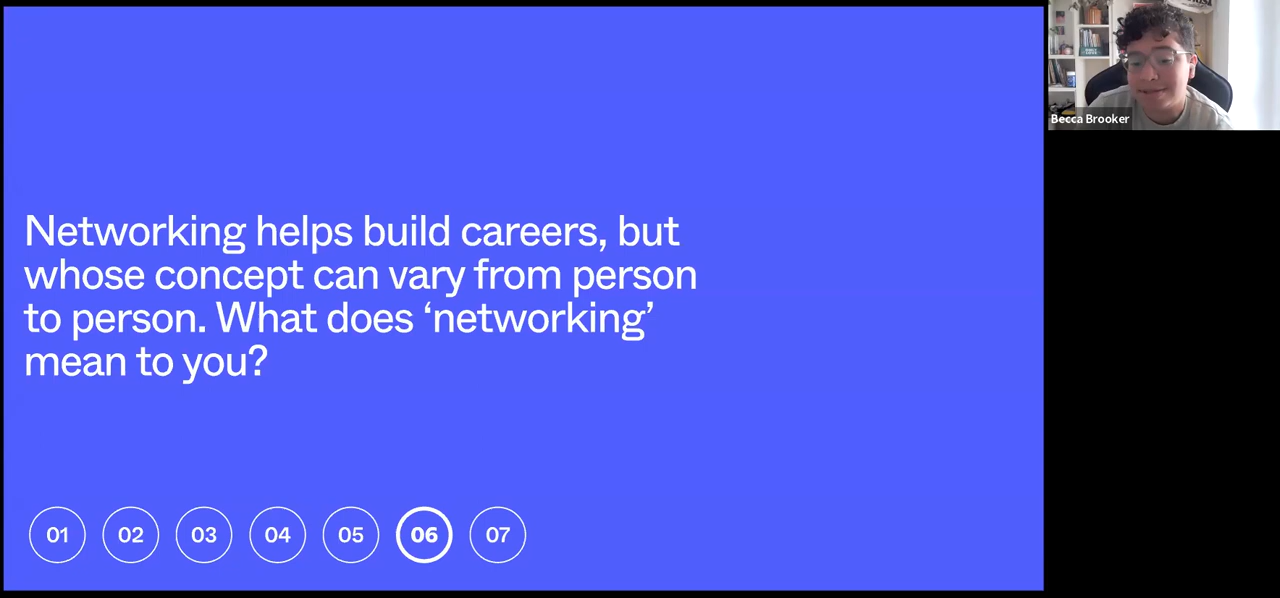 Networking helps build careers, but
whose concept can vary from person
to person. What does ‘networking’
mean to you?
01 02 03 04 05 06 07
Becca Brooker